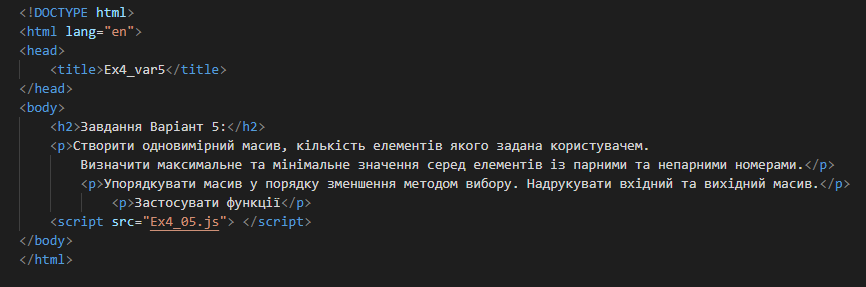 <!DOCTYPE html>
<html lang="en">
<head>
    <title>Ex4_var5</title>
</head>
<body>
    <h2>Завдання Варіант 5:</h2>
    <p>Створити одновимірний масив, кількість елементів якого задана користувачем.
        Визначити максимальне та мінімальне значення серед елементів із парними та непарними номерами.</p>
        <p>Упорядкувати масив у порядку зменшення методом вибору. Надрукувати вхідний та вихідний масив.</p>
            <p>Застосувати функції</p>
    <script src="Ex4_05.js"> </script>
</body>
</html>